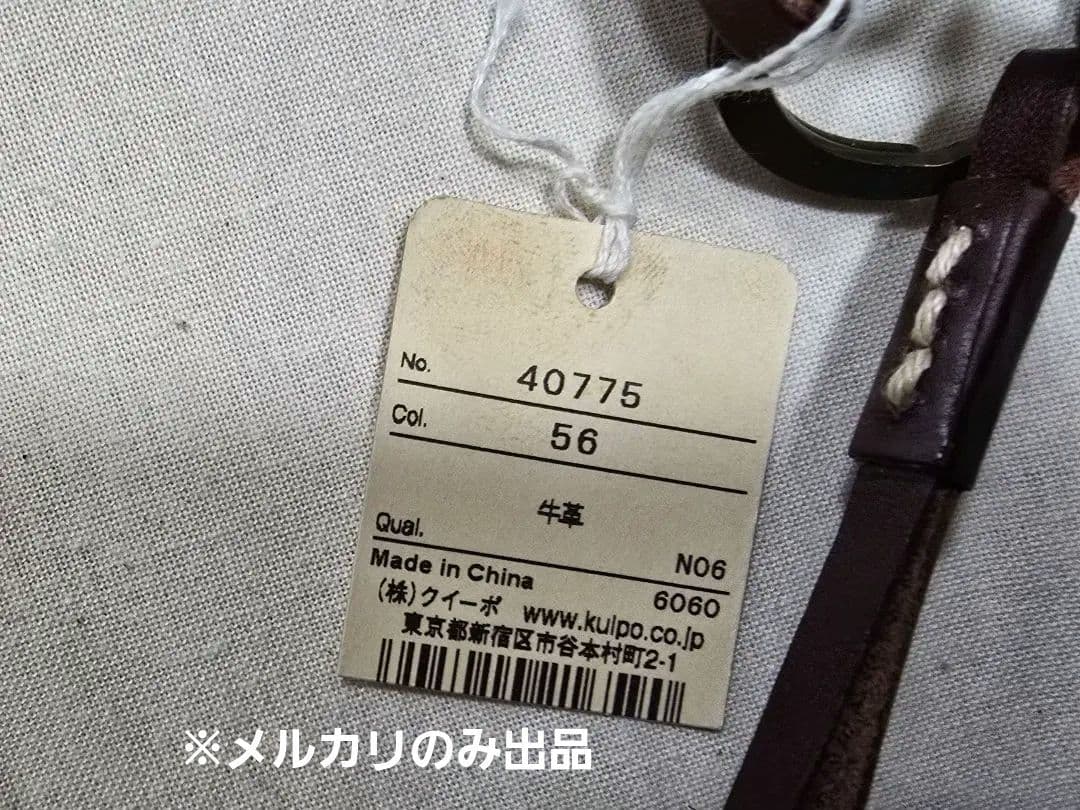 No. 40775
Col. 56
牛革
Qual.
N06
Made in China 6060
(株)クイーポ www.kuipo.co.jp
東京都新宿区市谷本村町2-1
※メルカリのみ出品